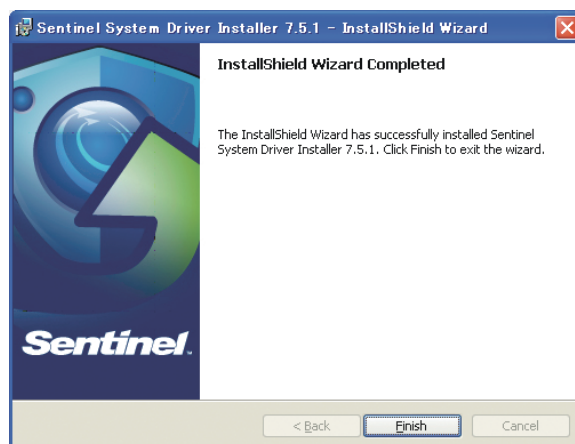 Sentinel System Driver Installer 7.5.1 - InstallShield Wizard
InstallShield Wizard Completed
The InstallShield Wizard has successfully installed Sentinel
System Driver Installer 7.5.1. Click Finish to exit the wizard.
Sentinel.
< Back
Finish
Cancel